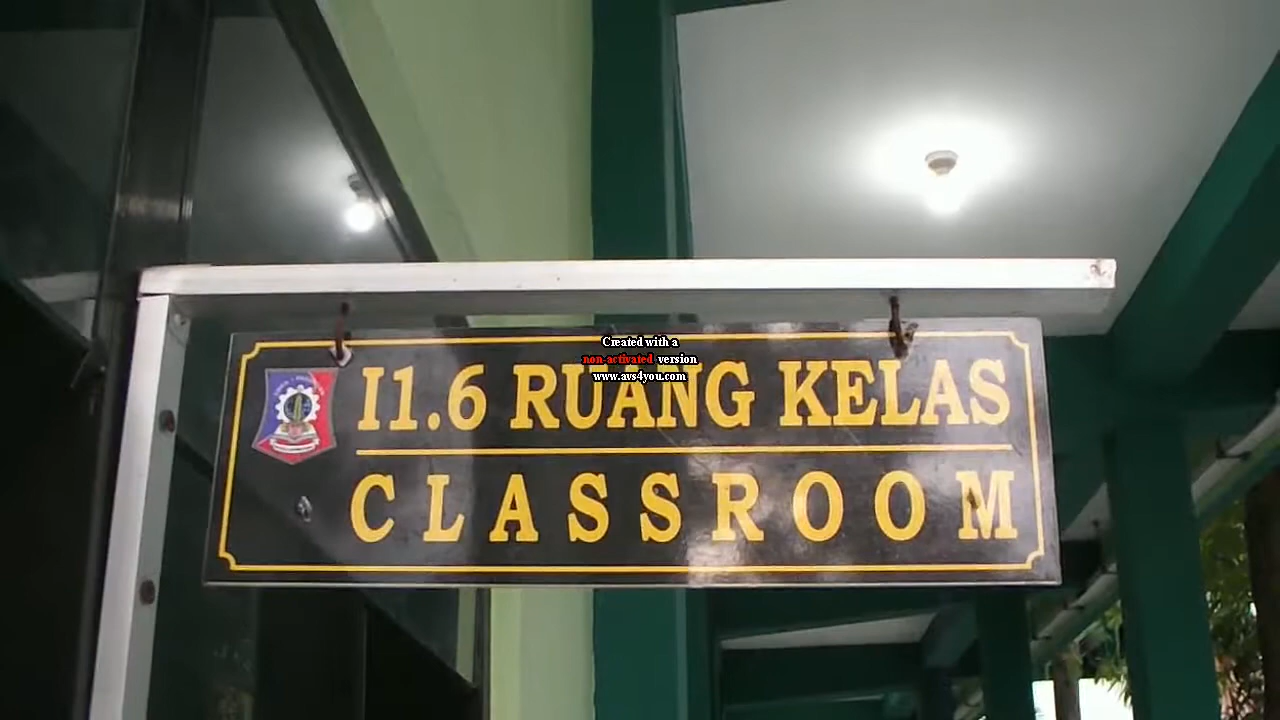 Created with a
non-activated version
www.avs4you.com
I1.6 RUANG KELAS
CLASSROOM